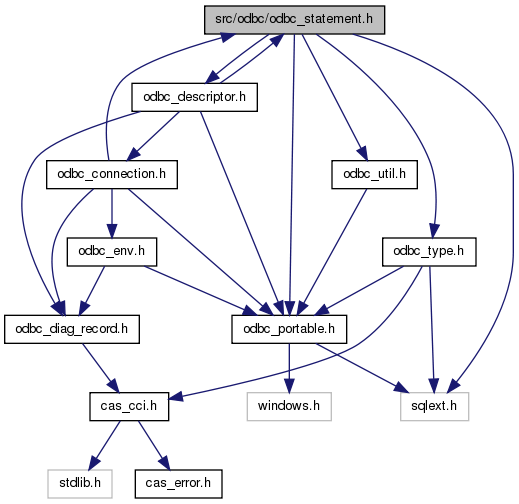 src/odbc/odbc_statement.h
odbc_descriptor.h
odbc_connection.h
odbc_util.h
odbc_env.h
odbc_type.h
odbc_diag_record.h
odbc_portable.h
cas_cci.h
windows.h
sqlext.h
stdlib.h
cas_error.h